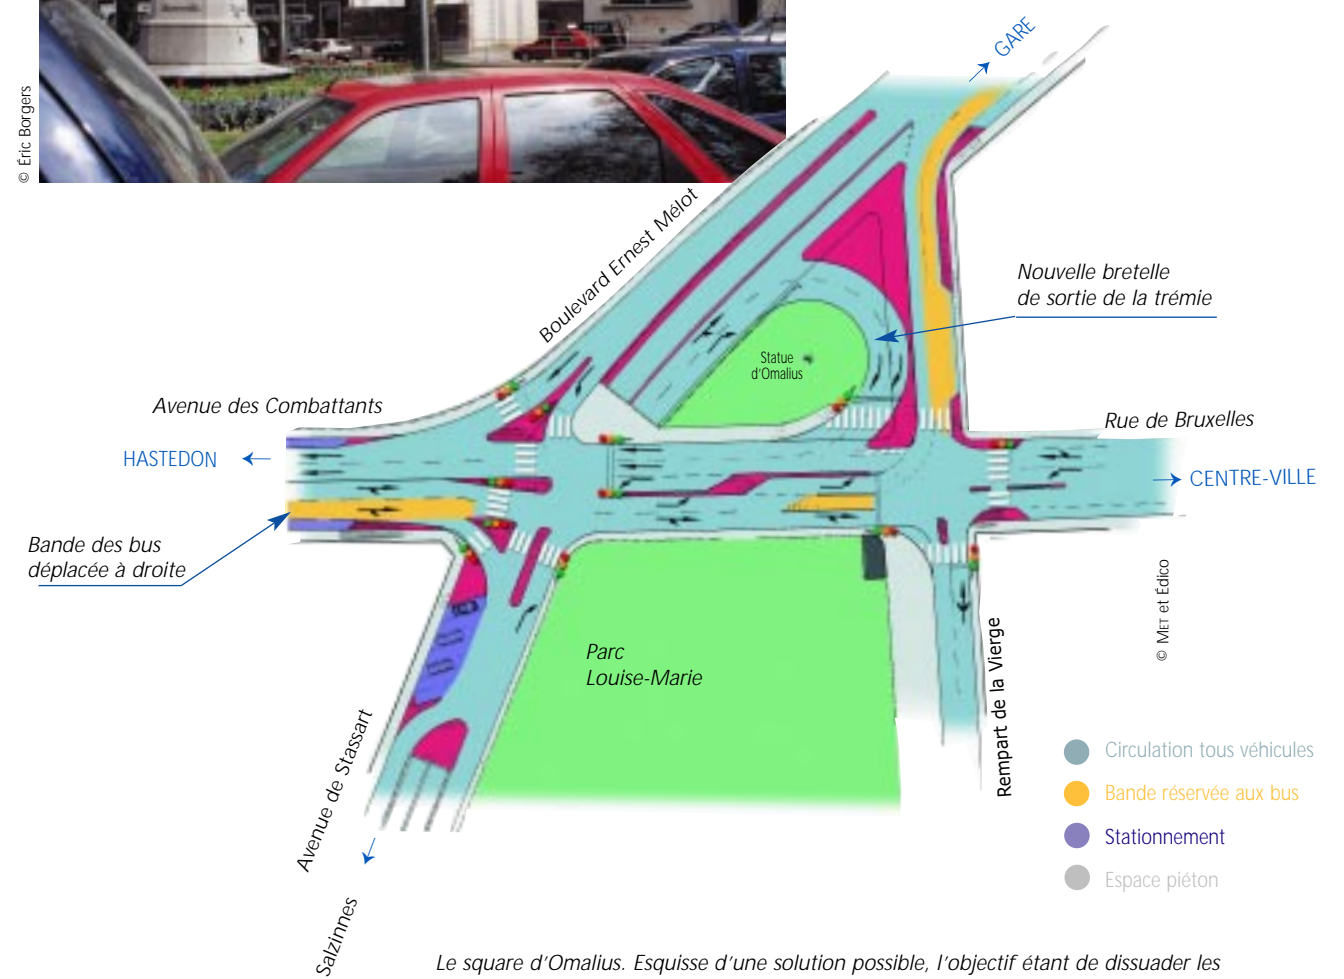 © Éric Borgers
GARE
Boulevard Ernest Mélot
Nouvelle bretelle
de sortie de la trémie
Statue
d'Omalius
Avenue des Combattants
Rue de Bruxelles
HASTEDON
CENTRE-VILLE
Bande des bus
déplacée à droite
© MET et Édico
Parc
Louise-Marie
Rempart de la Vierge
Avenue de Stassart
Circulation tous véhicules
Bande réservée aux bus
Stationnement
Espace piéton
Salzinnes
Le square d'Omalius. Esquisse d'une solution possible, l'objectif étant de dissuader les